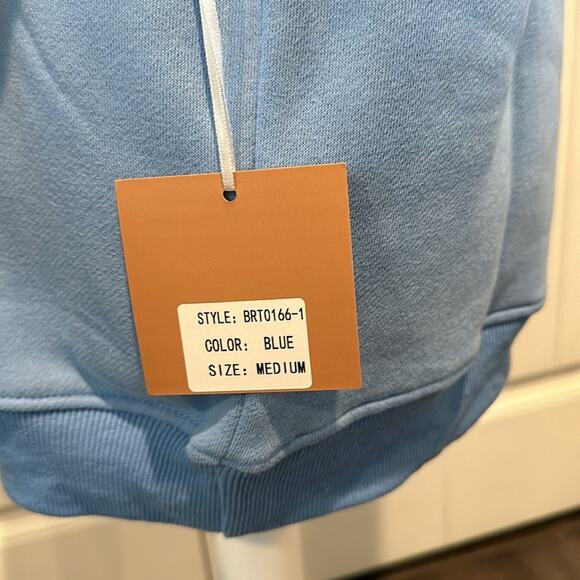 STYLE: BRT0166-1
COLOR: BLUE
SIZE: MEDIUM